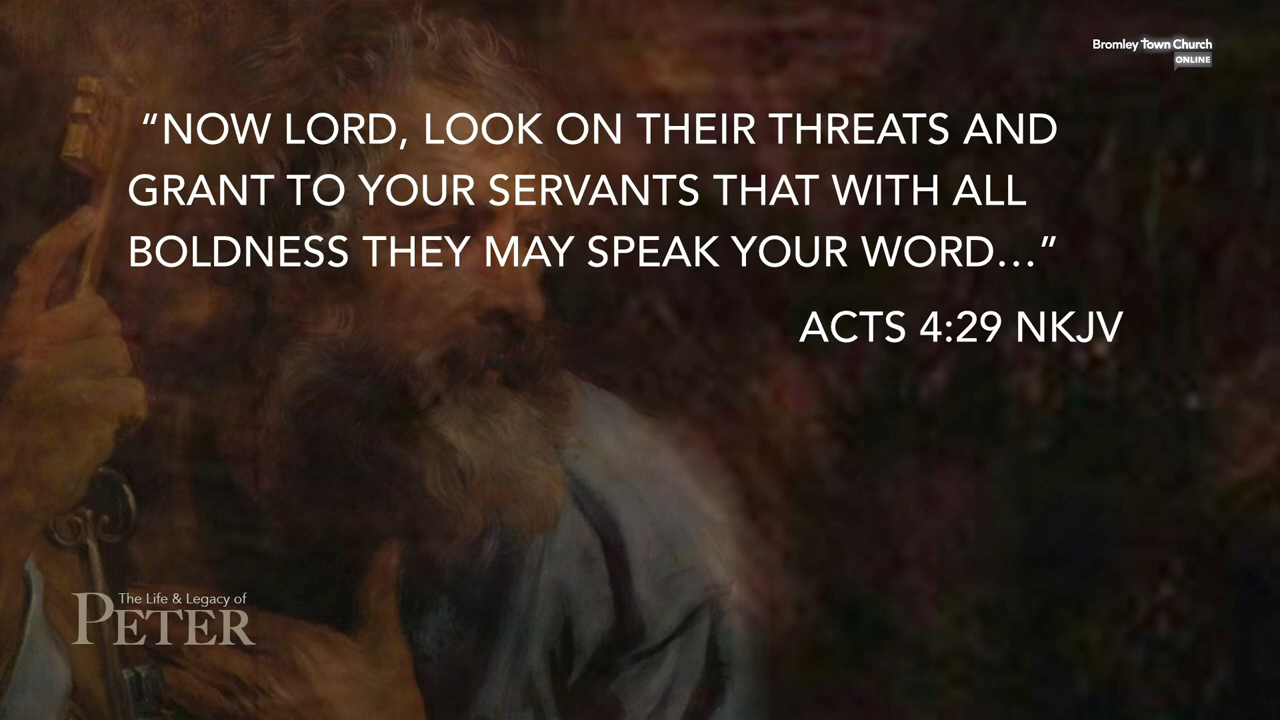 Bromley Town Church
ONLINE
“NOW LORD, LOOK ON THEIR THREATS AND
GRANT TO YOUR SERVANTS THAT WITH ALL
BOLDNESS THEY MAY SPEAK YOUR WORD...”
ACTS 4:29 NKJV
The Life & Legacy of
PETER